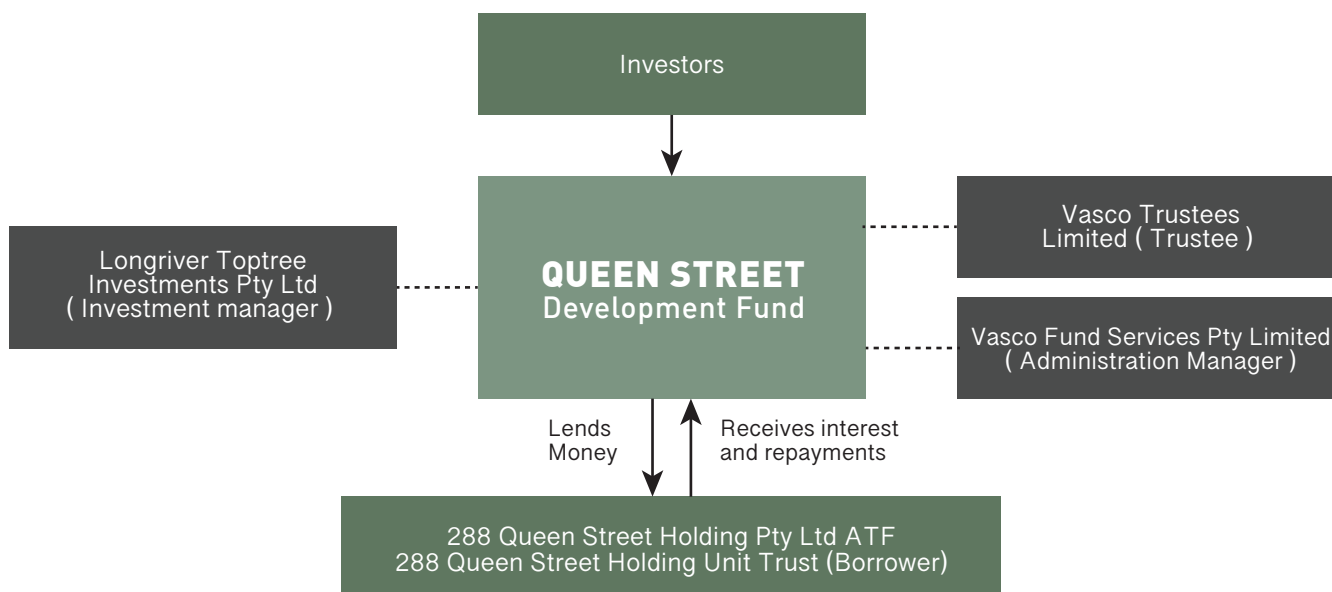 Investors
QUEEN STREET
Development Fund
Longriver Toptree
Investments Pty Ltd
( Investment manager )
Vasco Trustees
Limited ( Trustee )
Vasco Fund Services Pty Limited
( Administration Manager )
Lends
Money
Receives interest
and repayments
288 Queen Street Holding Pty Ltd ATF
288 Queen Street Holding Unit Trust (Borrower)